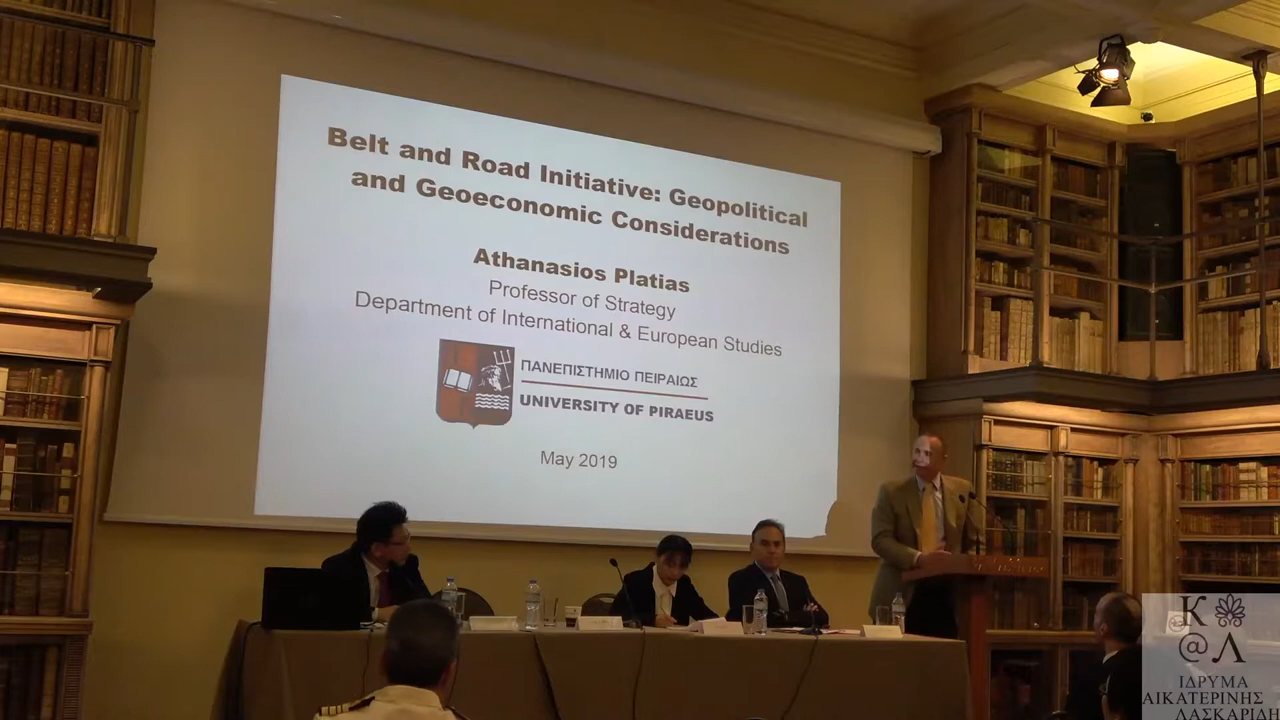 Belt and Road Initiative: Geopolitical
and Geoeconomic Considerations
Athanasios Platias
Professor of Strategy
Department of International & European Studies
ΠΑΝΕΠΙΣΤΗΜΙΟ ΠΕΙΡΑΙΩΣ
UNIVERSITY OF PIRAEUS
May 2019
Κ
@ Λ
ΙΔΡΥΜΑ
ΑΙΚΑΤΕΡΙΝΗΣ
ΛΑΣΚΑΡΙΔΗ